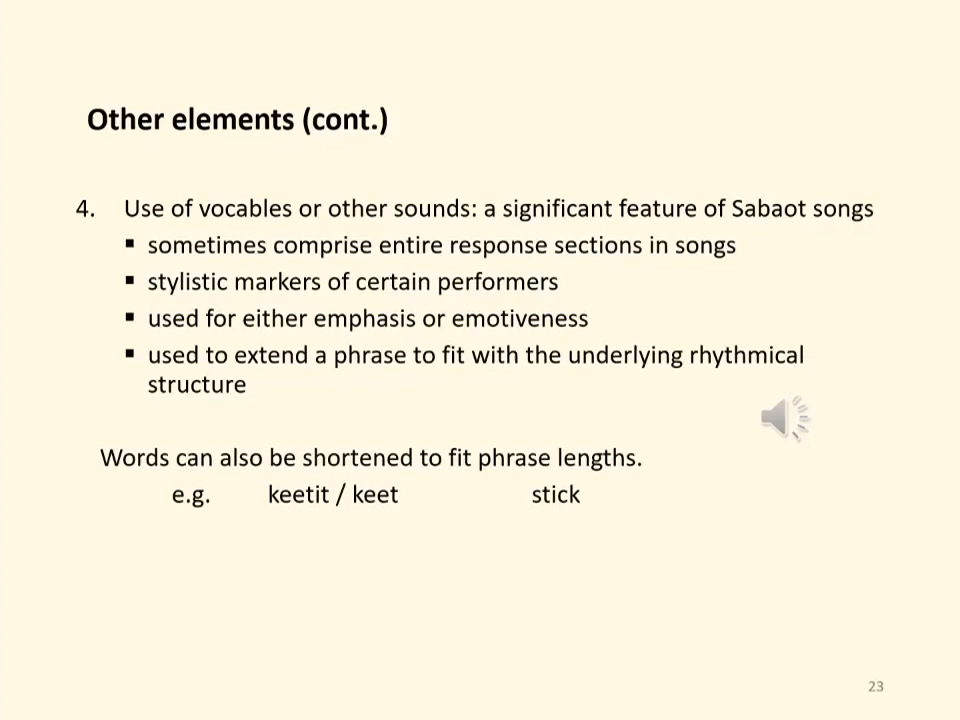 Other elements (cont.)
4. Use of vocables or other sounds: a significant feature of Sabaot songs
▪ sometimes comprise entire response sections in songs
▪ stylistic markers of certain performers
▪ used for either emphasis or emotiveness
▪ used to extend a phrase to fit with the underlying rhythmical
structure
Words can also be shortened to fit phrase lengths.
e.g. keetit / keet stick
23